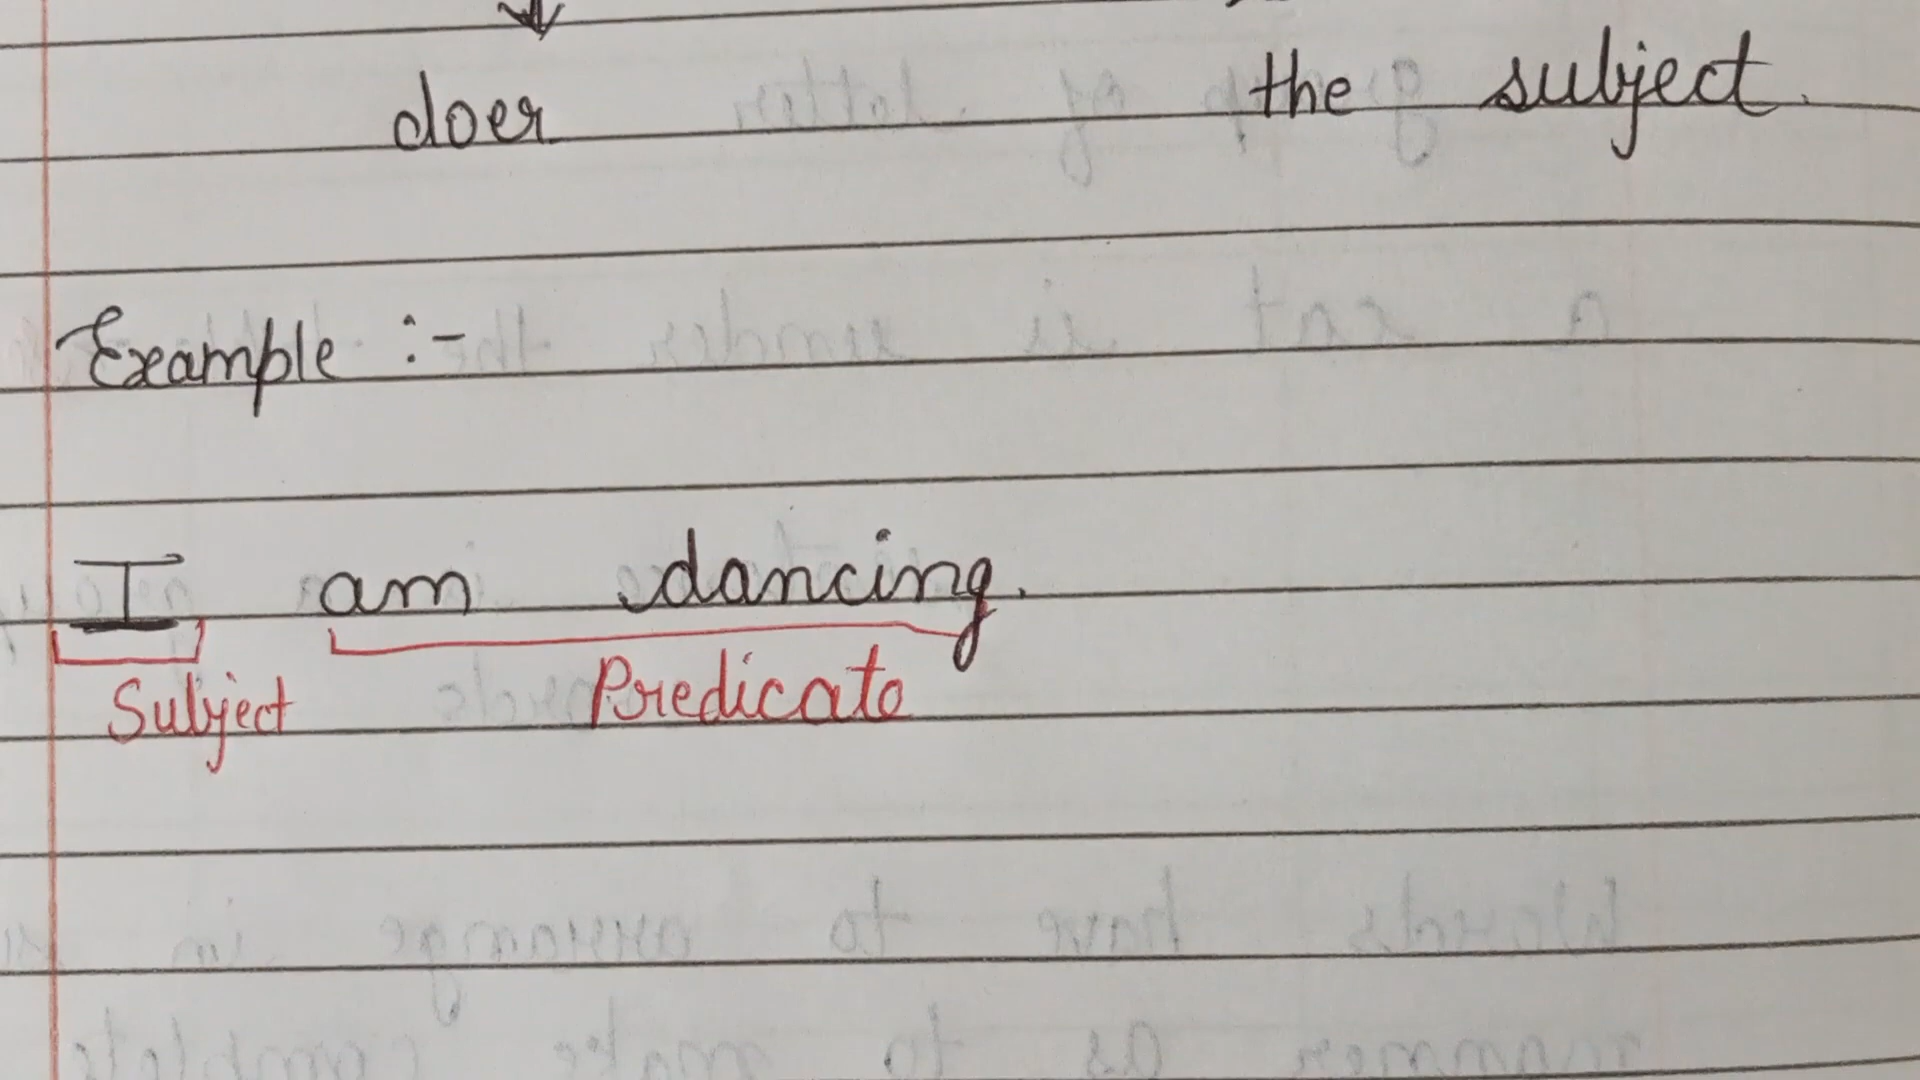 doer the subject.
Example :-
I am dancing.
Subject Predicate